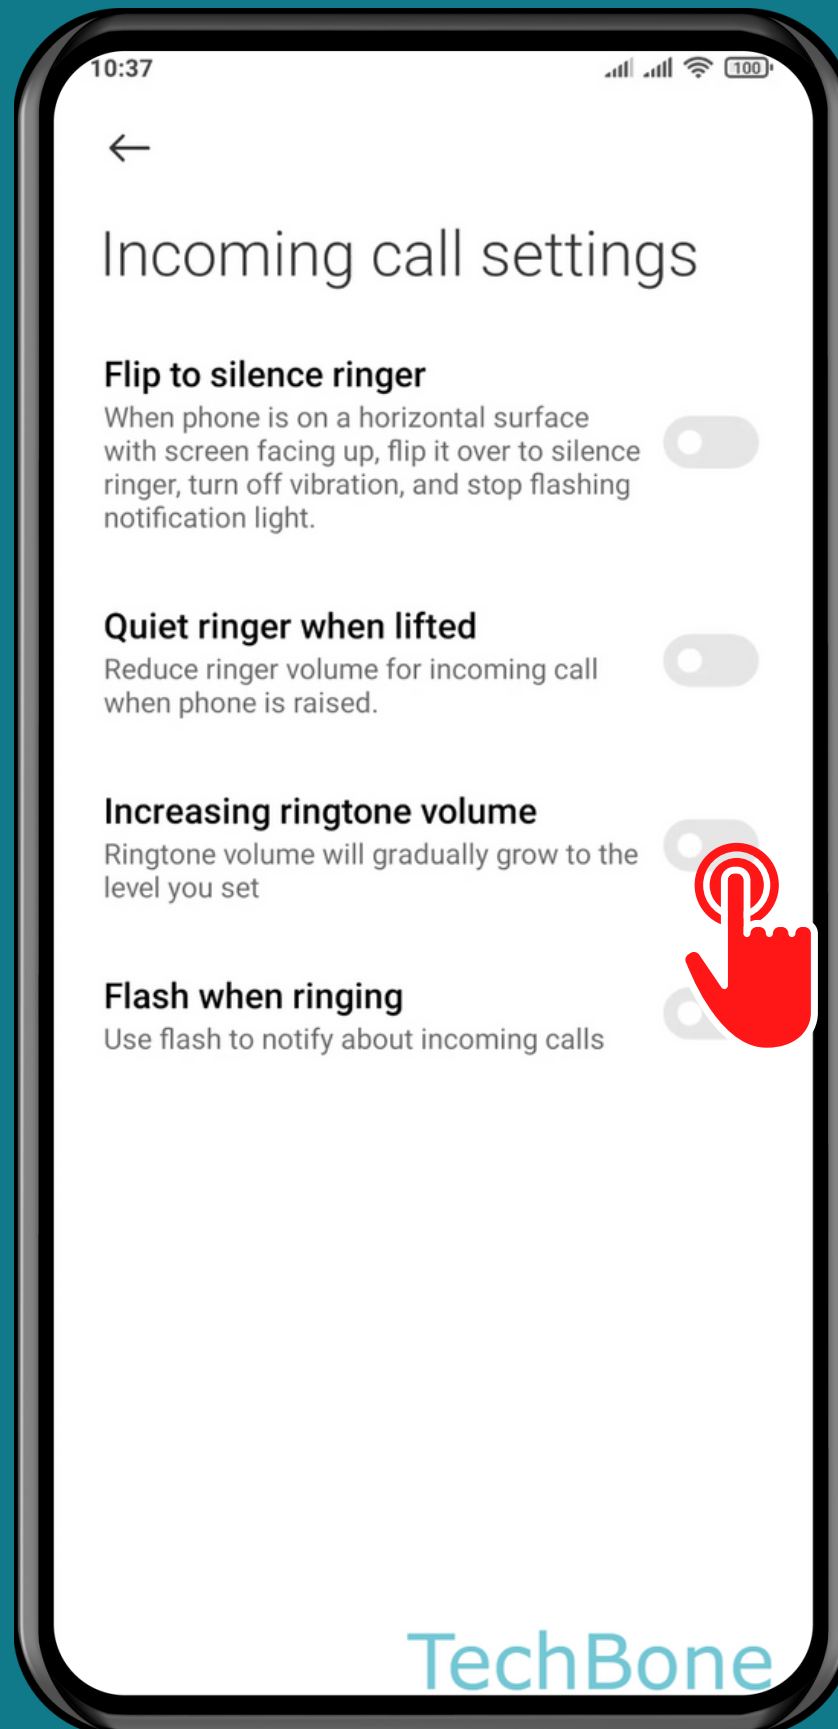 10:37
100
Incoming call settings
Flip to silence ringer
When phone is on a horizontal surface
with screen facing up, flip it over to silence
ringer, turn off vibration, and stop flashing
notification light.
Quiet ringer when lifted
Reduce ringer volume for incoming call
when phone is raised.
Increasing ringtone volume
Ringtone volume will gradually grow to the
level you set
Flash when ringing
Use flash to notify about incoming calls
TechBone